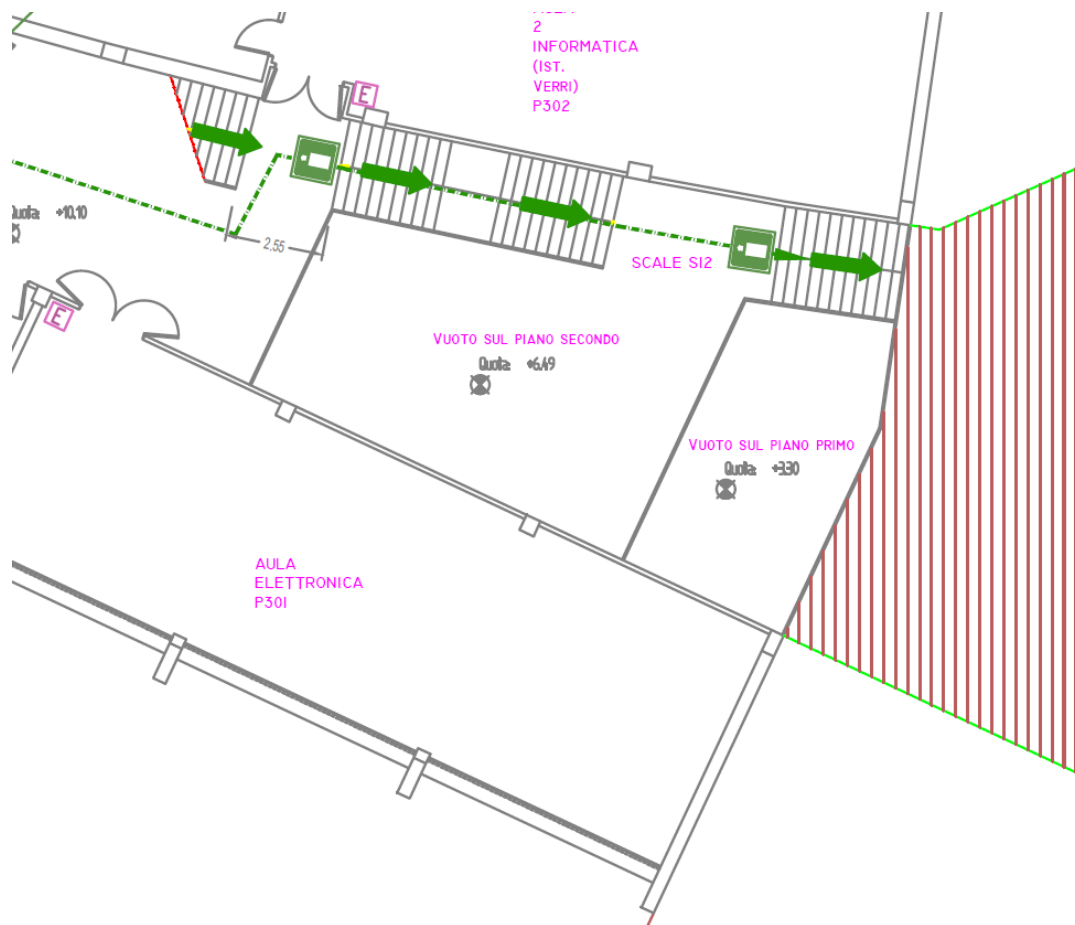 2
INFORMATICA
(IST.
VERRI)
P302
E
Quota: +10.10
2.55
SCALE S12
E
VUOTO SUL PIANO SECONDO
Quota: +6.49
VUOTO SUL PIANO PRIMO
Quota: +3.30
AULA
ELETTRONICA
P301